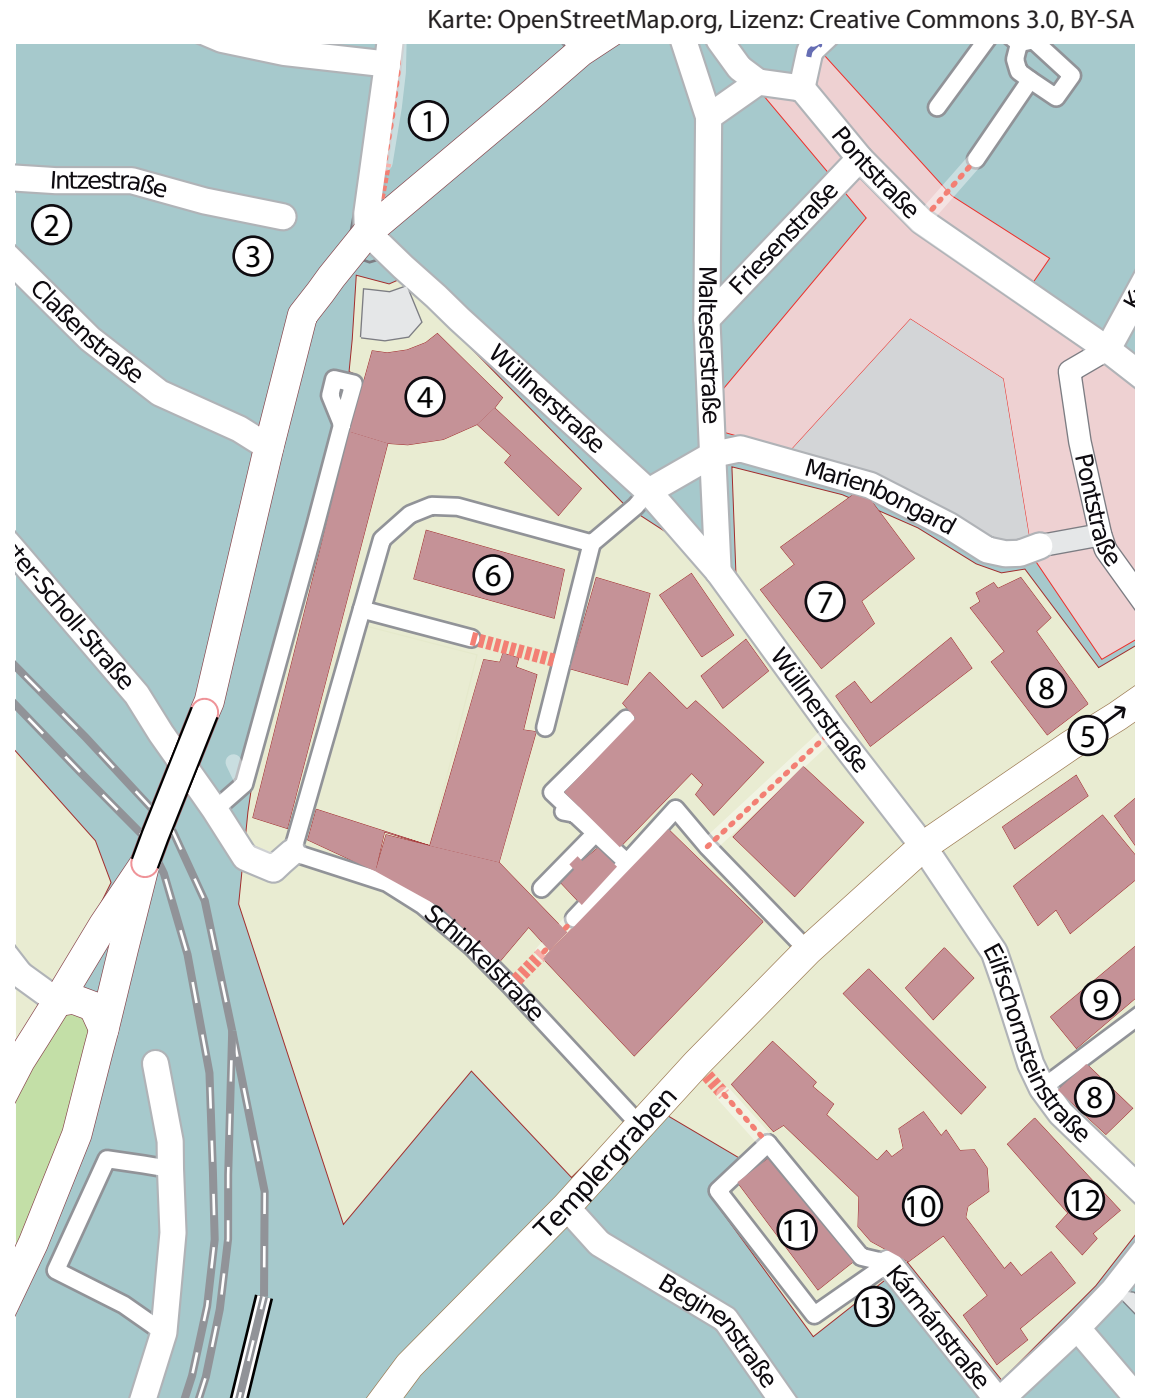 Karte: OpenStreetMap.org, Lizenz: Creative Commons 3.0, BY-SA
1
Pontstraße
Intzestraße
2
3
Friesenstraße
Claßenstraße
Malteserstraße
Wüllnerstraße
4
Marienbongard
Pontstraße
6
7
ter-Scholl-Straße
Wüllnerstraße
8
5
Schinkelstraße
Eilfschornsteinstraße
9
8
Templergraben
10
12
11
13
Kármánstraße
Beginenstraße